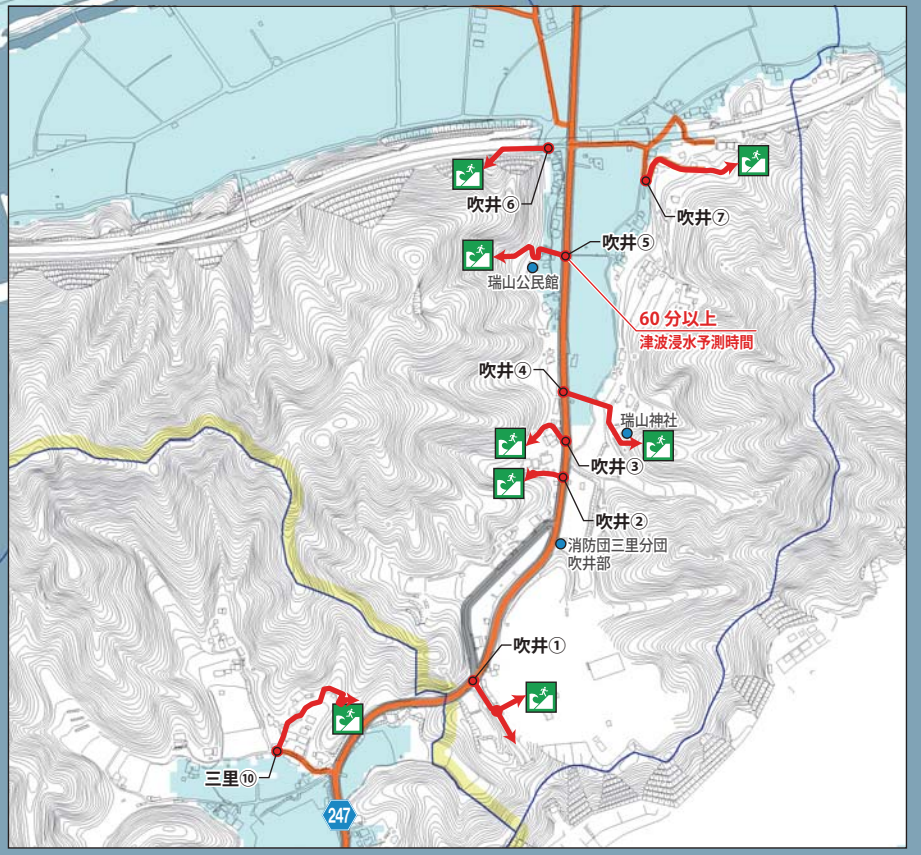 吹井⑥
吹井⑦
吹井⑤
瑞山公民館
60分以上
津波浸水予測時間
吹井④
瑞山神社
吹井③
吹井②
消防団三里分団
吹井部
吹井①
三里⑩
247